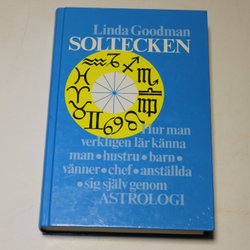 Linda Goodman
SOLTECKEN
Hur man
verkligen lär känna
man • hustru • barn •
vänner • chef • anställda
• sig själv genom
ASTROLOGI